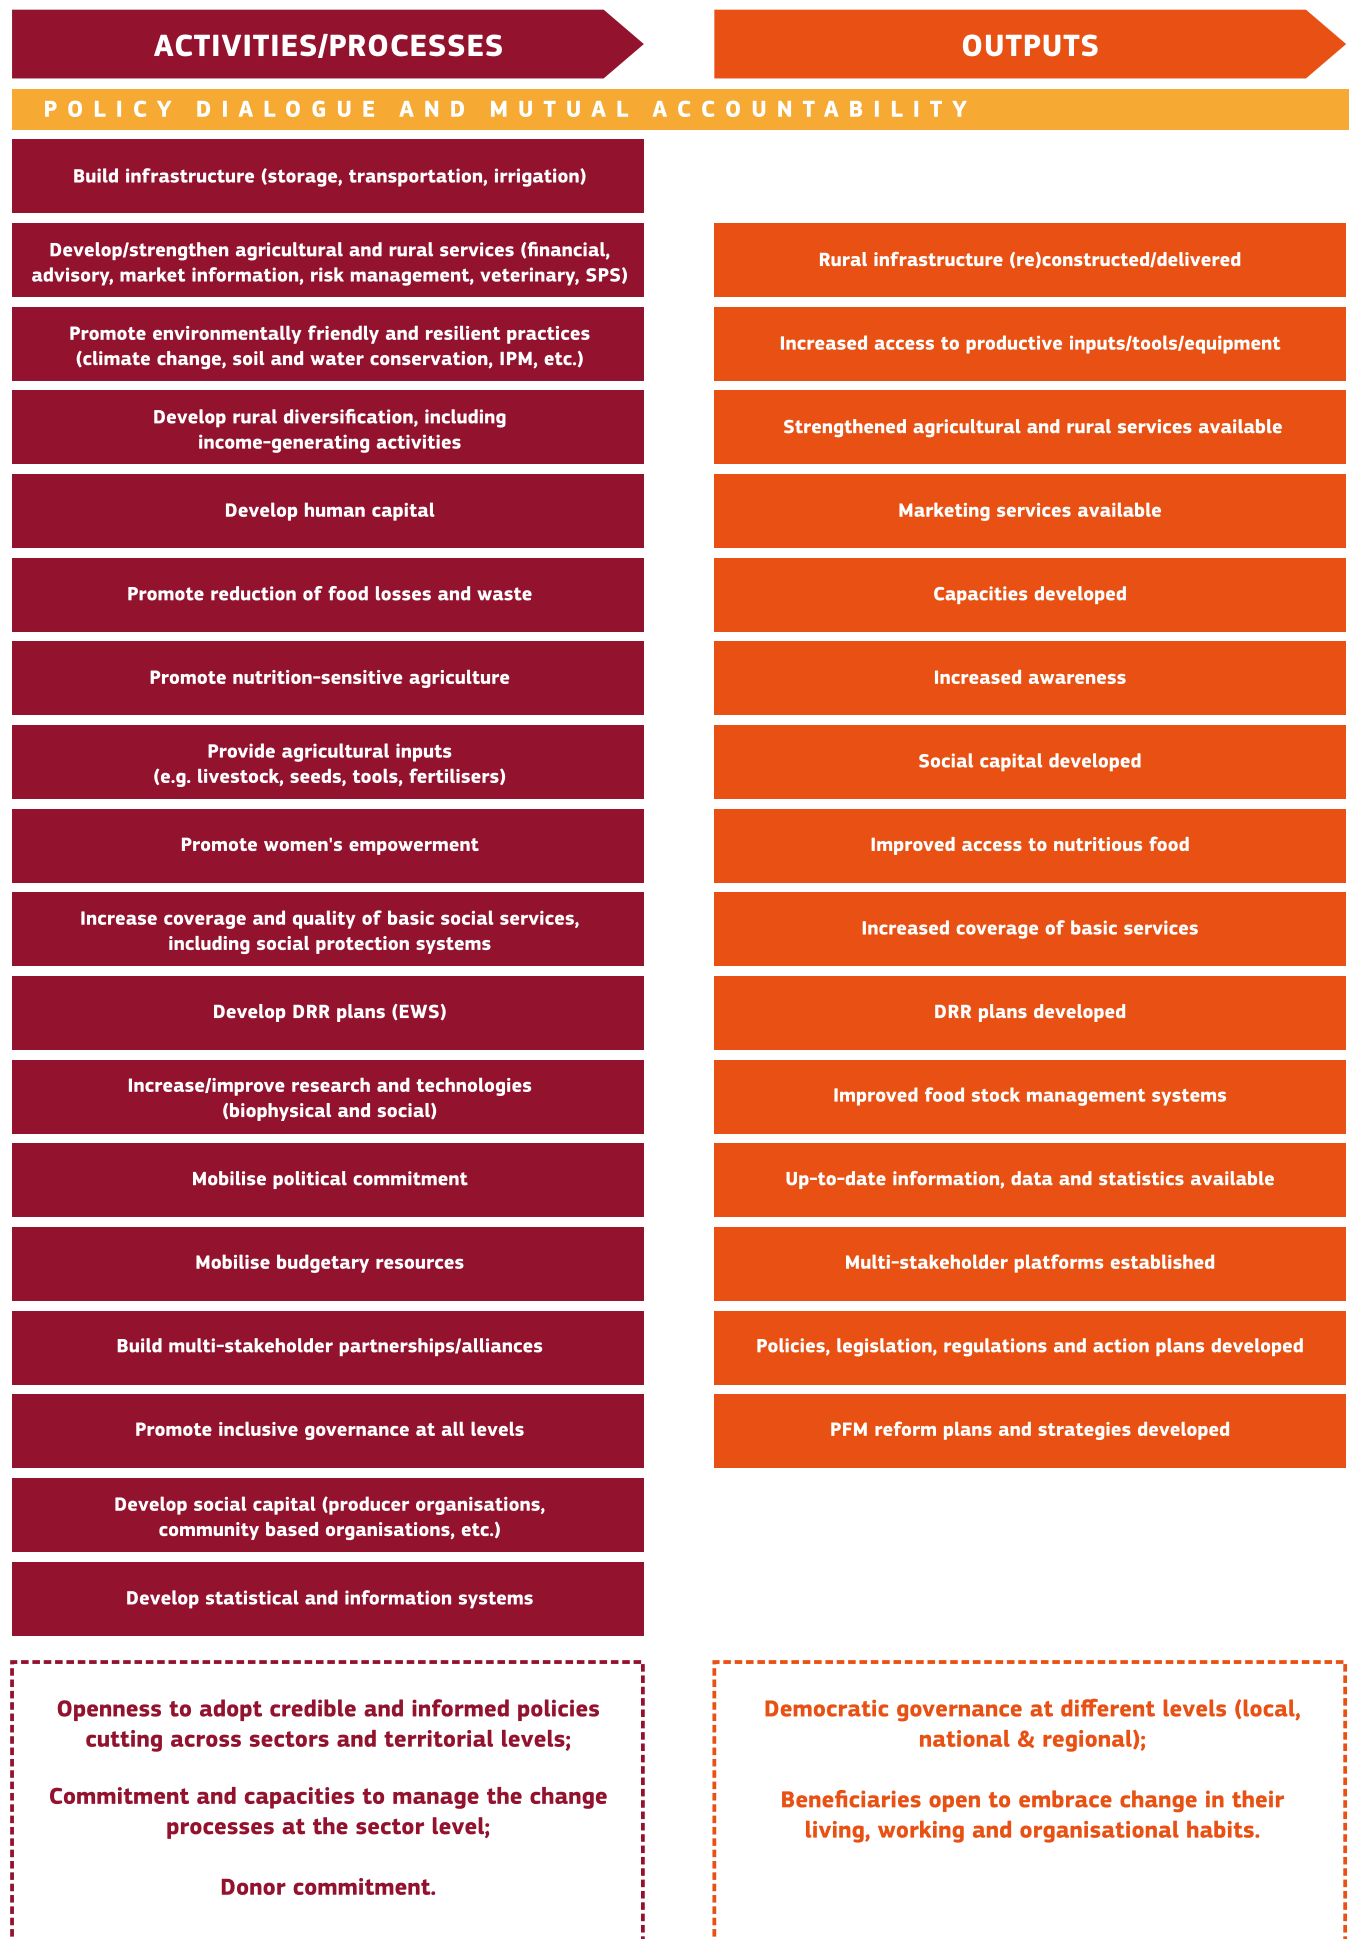 ACTIVITIES/PROCESSES
OUTPUTS
POLICY DIALOGUE AND MUTUAL ACCOUNTABILITY
Build infrastructure (storage, transportation, irrigation)
Develop/strengthen agricultural and rural services (financial,
advisory, market information, risk management, veterinary, SPS)
Promote environmentally friendly and resilient practices
(climate change, soil and water conservation, IPM, etc.)
Develop rural diversification, including
income-generating activities
Develop human capital
Promote reduction of food losses and waste
Promote nutrition-sensitive agriculture
Provide agricultural inputs
(e.g. livestock, seeds, tools, fertilisers)
Promote women's empowerment
Increase coverage and quality of basic social services,
including social protection systems
Develop DRR plans (EWS)
Increase/improve research and technologies
(biophysical and social)
Mobilise political commitment
Mobilise budgetary resources
Build multi-stakeholder partnerships/alliances
Promote inclusive governance at all levels
Develop social capital (producer organisations,
community based organisations, etc.)
Develop statistical and information systems
Openness to adopt credible and informed policies
cutting across sectors and territorial levels;
Commitment and capacities to manage the change
processes at the sector level;
Donor commitment.
Rural infrastructure (re)constructed/delivered
Increased access to productive inputs/tools/equipment
Strengthened agricultural and rural services available
Marketing services available
Capacities developed
Increased awareness
Social capital developed
Improved access to nutritious food
Increased coverage of basic services
DRR plans developed
Improved food stock management systems
Up-to-date information, data and statistics available
Multi-stakeholder platforms established
Policies, legislation, regulations and action plans developed
PFM reform plans and strategies developed
Democratic governance at different levels (local,
national & regional);
Beneficiaries open to embrace change in their
living, working and organisational habits.